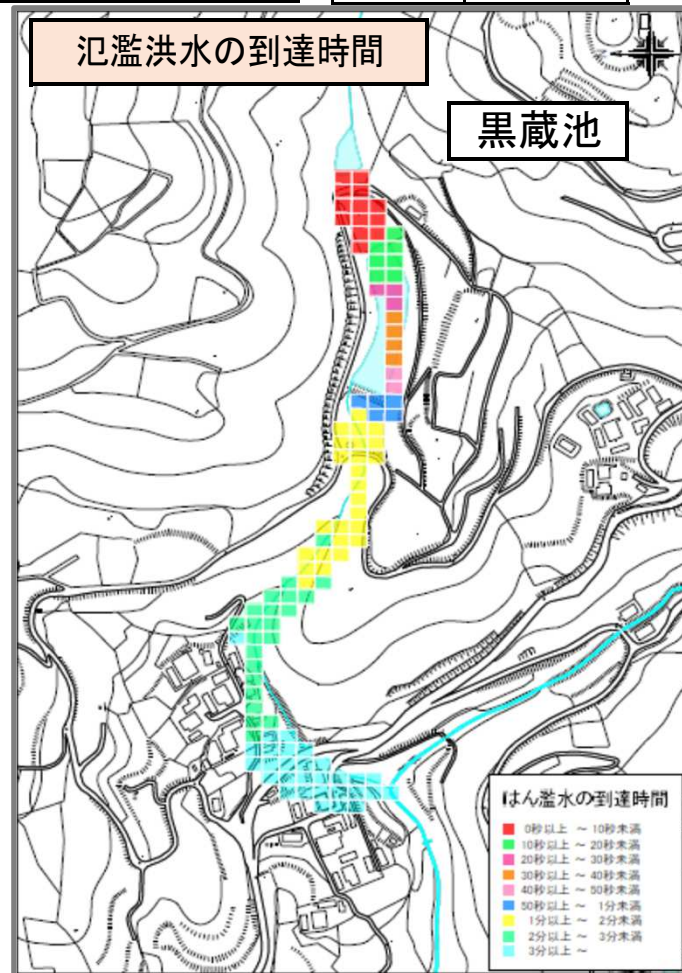 氾濫洪水の到達時間
黒蔵池
はん濫水の到達時間
0秒以上 ~ 10秒未満
10秒以上 ~ 20秒未満
20秒以上 ~ 30秒未満
30秒以上 ~ 40秒未満
40秒以上 ~ 50秒未満
50秒以上 ~ 1分未満
1分以上 ~ 2分未満
2分以上 ~ 3分未満
3分以上 ~